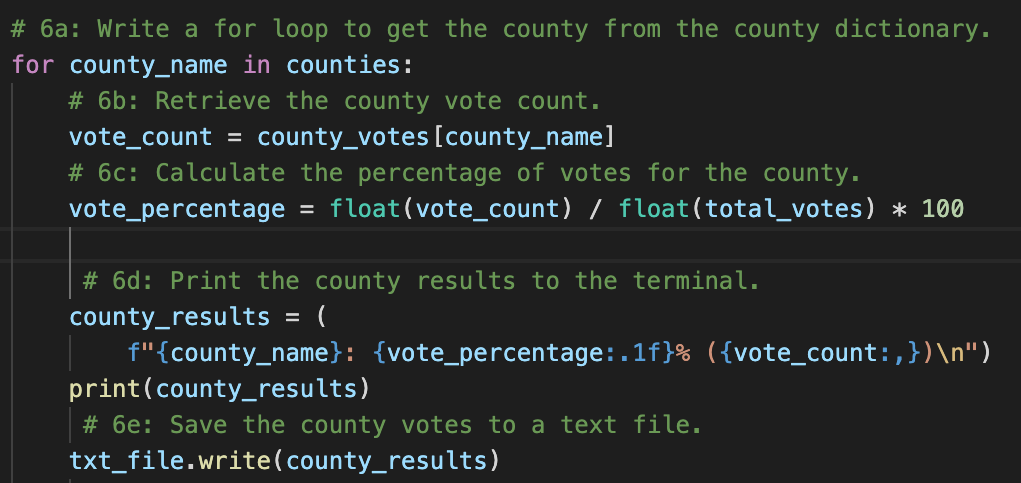 # 6a: Write a for loop to get the county from the county dictionary.
for county_name in counties:
    # 6b: Retrieve the county vote count.
    vote_count = county_votes[county_name]
    # 6c: Calculate the percentage of votes for the county.
    vote_percentage = float(vote_count) / float(total_votes) * 100

     # 6d: Print the county results to the terminal.
    county_results = (
        f"{county_name}: {vote_percentage:.1f}% ({vote_count:,})\n")
    print(county_results)
     # 6e: Save the county votes to a text file.
    txt_file.write(county_results)